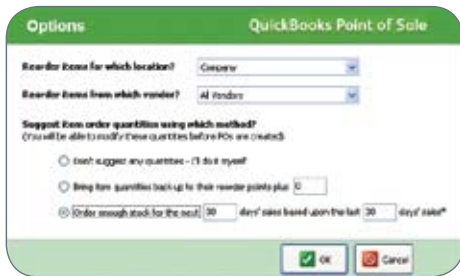 Options QuickBooks Point of Sale
Reorder items for which location? Company
Reorder items from which vendor? All Vendors
Suggest item order quantities using which method?
(You will be able to modify these quantities before POs are created)
Don't suggest any quantities - I'll do it myself
Bring item quantities back up to their reorder points plus 0
Order enough stock for the next 30 days' sales based upon the last 30 days' sales*
OK Cancel